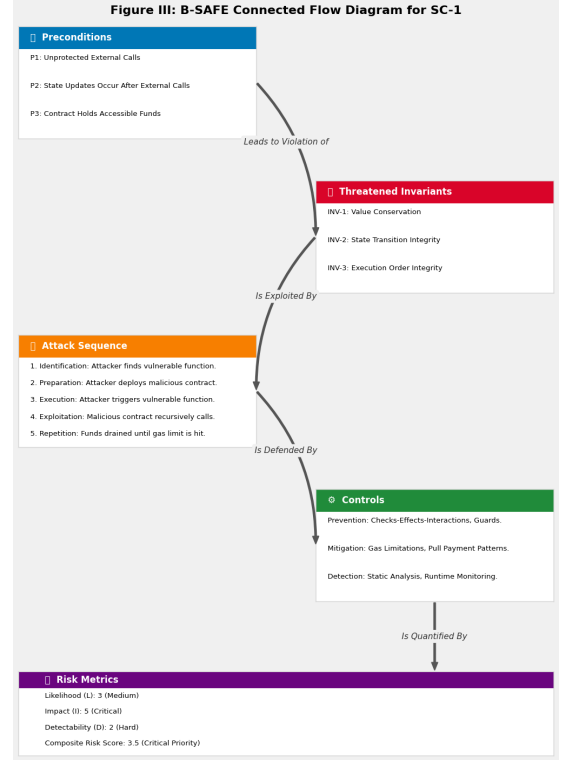 Figure III: B-SAFE Connected Flow Diagram for SC-1
Preconditions
P1: Unprotected External Calls
P2: State Updates Occur After External Calls
P3: Contract Holds Accessible Funds
Leads to Violation of
Threatened Invariants
INV-1: Value Conservation
INV-2: State Transition Integrity
INV-3: Execution Order Integrity
Is Exploited By
Attack Sequence
1. Identification: Attacker finds vulnerable function.
2. Preparation: Attacker deploys malicious contract.
3. Execution: Attacker triggers vulnerable function.
4. Exploitation: Malicious contract recursively calls.
5. Repetition: Funds drained until gas limit is hit.
Is Defended By
⚙ Controls
Prevention: Checks-Effects-Interactions, Guards.
Mitigation: Gas Limitations, Pull Payment Patterns.
Detection: Static Analysis, Runtime Monitoring.
Is Quantified By
Risk Metrics
Likelihood (L): 3 (Medium)
Impact (I): 5 (Critical)
Detectability (D): 2 (Hard)
Composite Risk Score: 3.5 (Critical Priority)